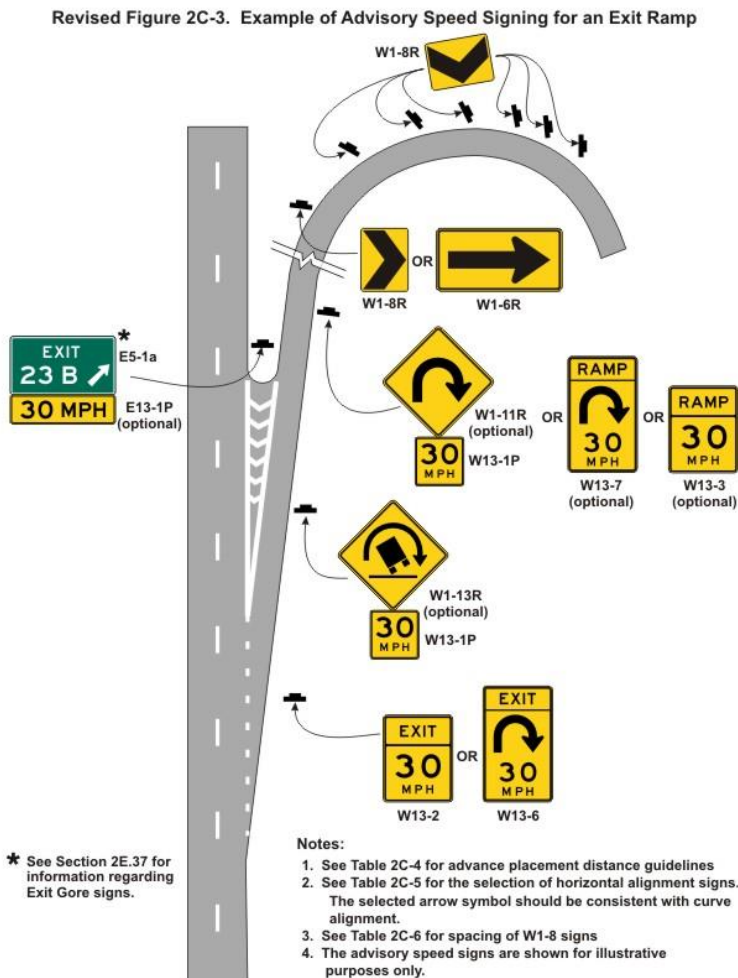 Revised Figure 2C-3. Example of Advisory Speed Signing for an Exit Ramp
W1-8R
W1-8R
OR
W1-6R
EXIT
23 B
30 MPH
*
E5-1a
E13-1P
(optional)
W1-11R
(optional)
30
MPH
W13-1P
OR
RAMP
30
MPH
W13-7
(optional)
OR
RAMP
30
MPH
W13-3
(optional)
W1-13R
(optional)
30
MPH
W13-1P
EXIT
30
MPH
W13-2
OR
EXIT
30
MPH
W13-6
* See Section 2E.37 for
information regarding
Exit Gore signs.
Notes:
1. See Table 2C-4 for advance placement distance guidelines
2. See Table 2C-5 for the selection of horizontal alignment signs.
The selected arrow symbol should be consistent with curve
alignment.
3. See Table 2C-6 for spacing of W1-8 signs
4. The advisory speed signs are shown for illustrative
purposes only.